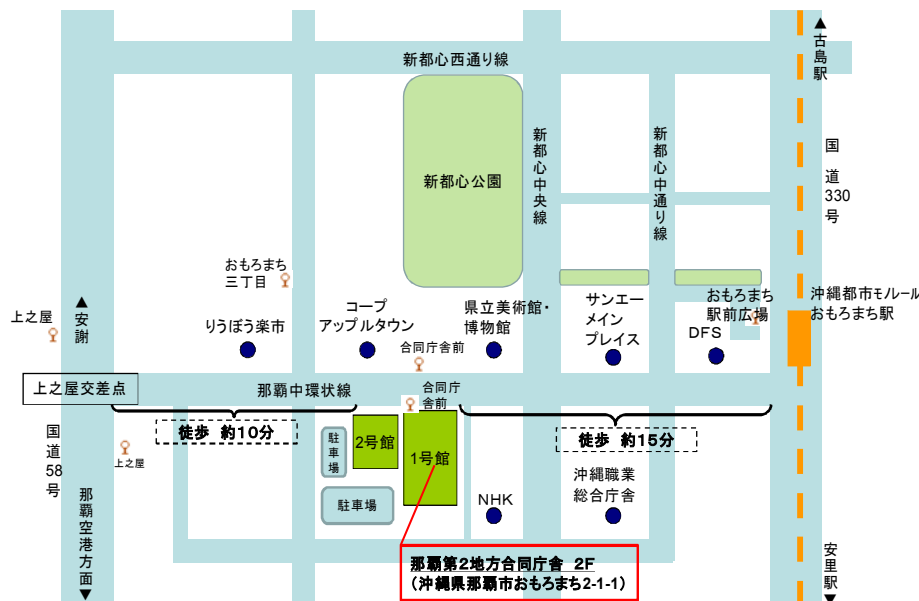 ▲古島駅
新都心西通り線
新都心公園
新都心中央線
新都心中通り線
国道330号
おもろまち
三丁目
▲安謝
上之屋
りうぼう楽市
コープ
アップルタウン
合同庁舎前
県立美術館・
博物館
サンエー
メイン
プレイス
おもろまち
駅前広場
DFS
沖縄都市モノレール
おもろまち駅
上之屋交差点
那覇中環状線
合同庁
舎前
徒歩 約10分
徒歩 約15分
国道58号
上之屋
駐車場
2号館
1号館
駐車場
NHK
沖縄職業
総合庁舎
那覇空港方面▼
那覇第2地方合同庁舎 2F
(沖縄県那覇市おもろまち2-1-1)
安里駅▼